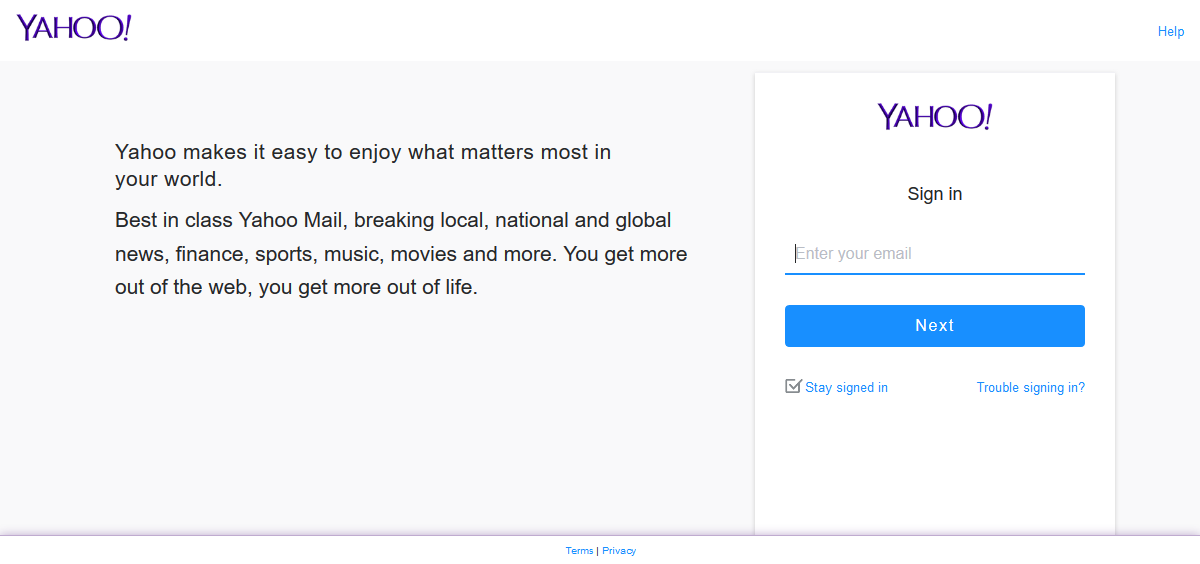 YAHOO!
Help
Yahoo makes it easy to enjoy what matters most in
your world.
Best in class Yahoo Mail, breaking local, national and global
news, finance, sports, music, movies and more. You get more
out of the web, you get more out of life.
YAHOO!
Sign in
Enter your email
Next
Stay signed in
Trouble signing in?
Terms | Privacy